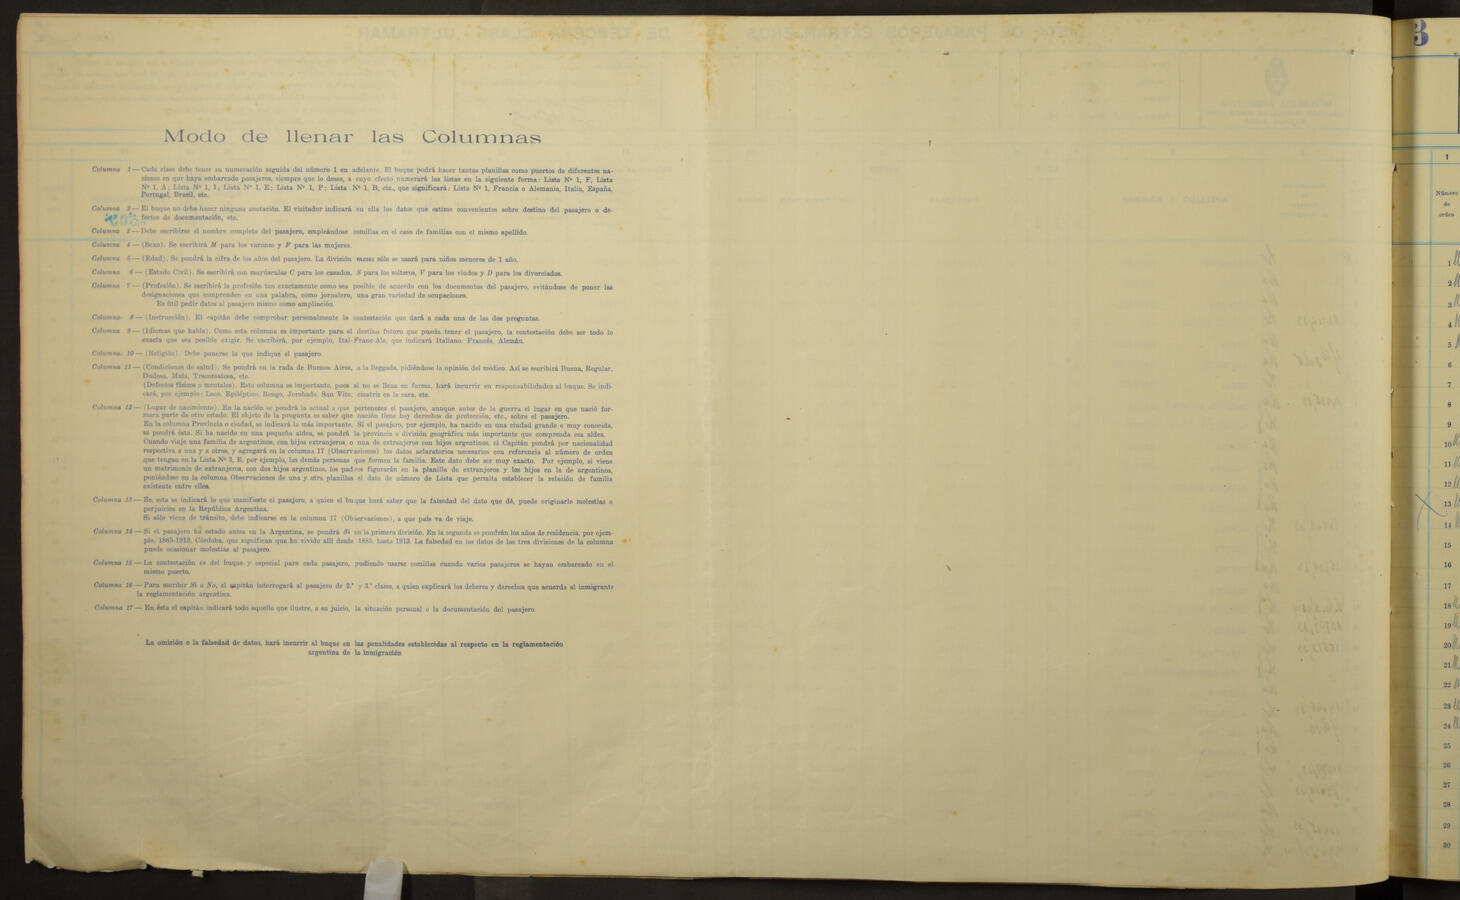 Modo de llenar las Columnas
Columna 1 — Cada clase debe tener su numeración seguida del número 1 en adelante. El buque podrá hacer tantas planillas como puertos de diferentes na-
ciones en que haya embarcado pasajeros, siempre que lo desee, a cuyo efecto numerará las listas en la siguiente forma: Lista Nº 1, F, Lista
Nº 1, A; Lista Nº 1, I; Lista Nº 1, E; Lista Nº 1, P; Lista Nº 1, B, etc., que significará: Lista Nº 1, Francia o Alemania, Italia, España,
Portugal, Brasil, etc.
Columna 2 — El buque no debe hacer ninguna anotación. El visitador indicará en ella los datos que estime convenientes sobre destino del pasajero o de-
fectos de documentación, etc.
Columna 3 — Debe escribirse el nombre completo del pasajero, empleándose comillas en el caso de familias con el mismo apellido.
Columna 4 — (Sexo). Se escribirá M para los varones y F para las mujeres.
Columna 5 — (Edad). Se pondrá la cifra de los años del pasajero. La división meses sólo se usará para niños menores de 1 año.
Columna 6 — (Estado Civil). Se escribirá con mayúsculas C para los casados, S para los solteros, V para los viudos y D para los divorciados.
Columna 7 — (Profesión). Se escribirá la profesión tan exactamente como sea posible de acuerdo con los documentos del pasajero, evitándose de poner las
designaciones que comprenden en una palabra, como jornalero, una gran variedad de ocupaciones.
Es útil pedir datos al pasajero mismo como ampliación.
Columna 8 — (Instrucción). El capitán debe comprobar personalmente la contestación que dará a cada una de las dos preguntas.
Columna 9 — (Idiomas que habla). Como esta columna es importante para el destino futuro que pueda tener el pasajero, la contestación debe ser todo lo
exacta que sea posible exigir. Se escribirá, por ejemplo, Ital-Franc-Ale, que indicará Italiano, Francés, Alemán.
Columna 10 — (Religión). Debe ponerse la que indique el pasajero.
Columna 11 — (Condiciones de salud). Se pondrá en la rada de Buenos Aires, a la llegada, pidiéndose la opinión del médico. Así se escribirá Buena, Regular,
Dudosa, Mala, Tracomatosa, etc.
(Defectos físicos o mentales). Esta columna es importante, pues si no se llena en forma, hará incurrir en responsabilidades al buque. Se indi-
cará, por ejemplo: Loco, Epiléptico, Rengo, Jorobado, San Vito, cicatriz en la cara, etc.
Columna 12 — (Lugar de nacimiento). En la nación se pondrá la actual a que pertenezca el pasajero, aunque antes de la guerra el lugar en que nació for-
mara parte de otro estado. El objeto de la pregunta es saber que nación tiene hoy derechos de protección, etc., sobre el pasajero.
En la columna Provincia o ciudad, se indicará la más importante. Si el pasajero, por ejemplo, ha nacido en una ciudad grande o muy conocida,
se pondrá ésta. Si ha nacido en una pequeña aldea, se pondrá la provincia o división geográfica más importante que comprenda esa aldea.
Cuando viaje una familia de argentinos, con hijos extranjeros, o una de extranjeros con hijos argentinos, el Capitán pondrá por nacionalidad
respectiva a una y a otros, y agregará en la columna 17 (Observaciones) los datos aclaratorios necesarios con referencia al número de orden
que tengan en la Lista Nº 3, E, por ejemplo, las demás personas que formen la familia. Este dato debe ser muy exacto. Por ejemplo, si viene
un matrimonio de extranjeros, con dos hijos argentinos, los padres figurarán en la planilla de extranjeros y los hijos en la de argentinos,
poniéndose en la columna Observaciones de una y otra planillas el dato de número de Lista que permita establecer la relación de familia
existente entre ellos.
Columna 13 — En esta se indicará lo que manifieste el pasajero, a quien el buque hará saber que la falsedad del dato que dé, puede originarle molestias o
perjuicios en la República Argentina.
Si sólo viene de tránsito, debe indicarse en la columna 17 (Observaciones), a que país va de viaje.
Columna 14 — Si el pasajero ha estado antes en la Argentina, se pondrá Si en la primera división. En la segunda se pondrán los años de residencia, por ejem-
plo, 1885-1913, Córdoba, que significan que ha vivido allí desde 1885, hasta 1913. La falsedad en los datos de las tres divisiones de la columna
puede ocasionar molestias al pasajero.
Columna 15 — La contestación es del buque y especial para cada pasajero, pudiendo usarse comillas cuando varios pasajeros se hayan embarcado en el
mismo puerto.
Columna 16 — Para escribir Si o No, el capitán interrogará al pasajero de 2.ª y 3.ª clases, a quien explicará los deberes y derechos que acuerda al inmigrante
la reglamentación argentina.
Columna 17 — En ésta el capitán indicará todo aquello que ilustre, a su juicio, la situación personal o la documentación del pasajero.
La omisión o la falsedad de datos, hará incurrir al buque en las penalidades establecidas al respecto en la reglamentación
argentina de la inmigración
3
1
Número
de
orden
1
2
3
4
5
6
7
8
9
10
11
12
13
14
15
16
17
18
19
20
21
22
23
24
25
26
27
28
29
30